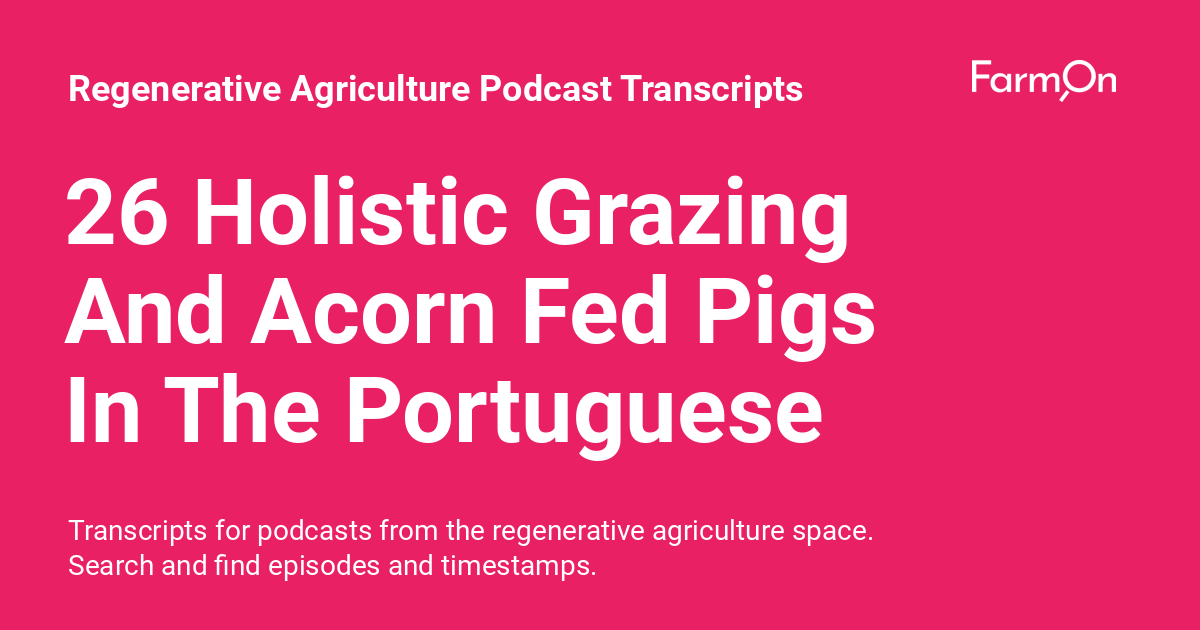 Regenerative Agriculture Podcast Transcripts
FarmOn
26 Holistic Grazing
And Acorn Fed Pigs
In The Portuguese
Transcripts for podcasts from the regenerative agriculture space.
Search and find episodes and timestamps.